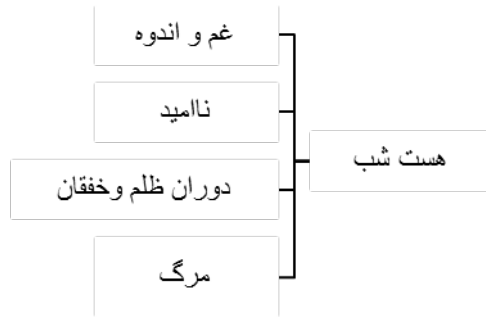 غم و اندوه
ناامید
هست شب
دوران ظلم وخفقان
مرگ